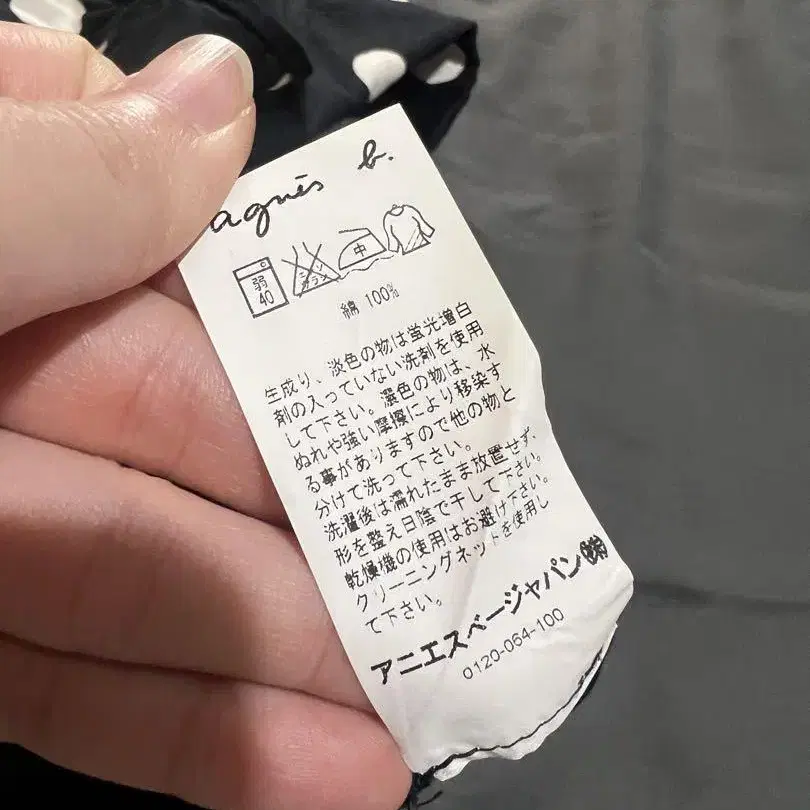 agnès b.
弱
40
エンソ
サラシ
中
綿 100%
生成り、淡色の物は蛍光増白
剤の入っていない洗剤を使用
して下さい。濃色の物は、水
ぬれや強い摩擦により移染す
る事がありますので他の物と
分けて洗って下さい。
洗濯後は濡れたまま放置せず、
形を整え日陰で干して下さい。
乾燥機の使用はお避け下さい。
クリーニングネットを使用し
て下さい。
アニエスベージャパン㈱
0120-064-100